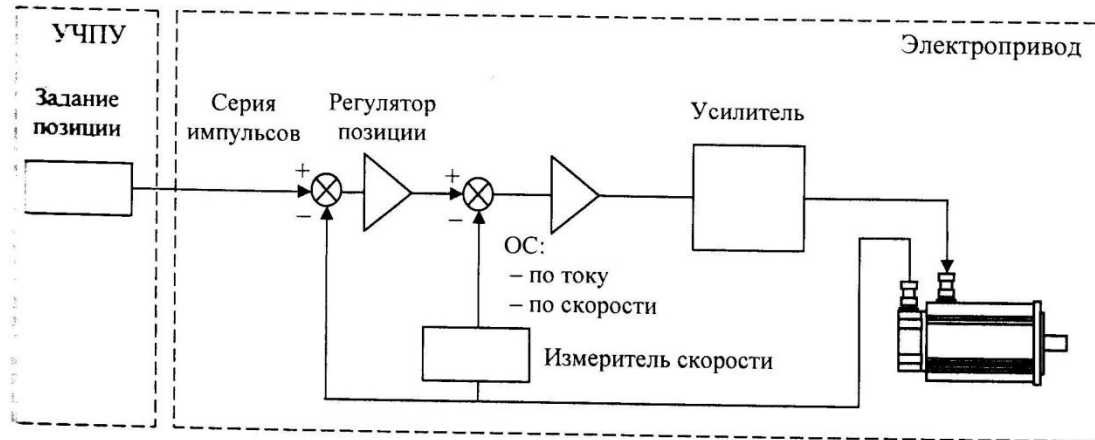 УЧПУ
Электропривод
Задание
позиции
Серия
импульсов
Регулятор
позиции
Усилитель
+
−
+
−
ОС:
– по току
– по скорости
Измеритель скорости